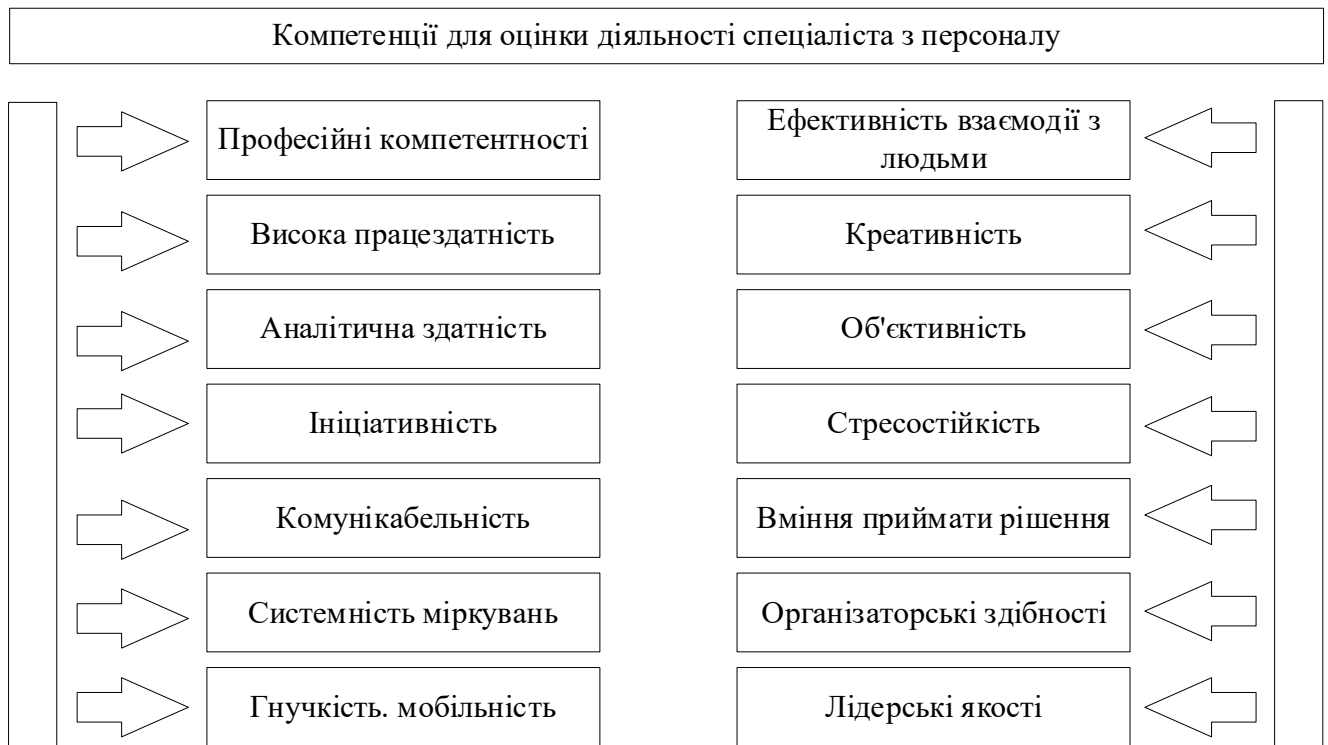 Компетенції для оцінки діяльності спеціаліста з персоналу
Професійні компетентності
Висока працездатність
Аналітична здатність
Ініціативність
Комунікабельність
Системність міркувань
Гнучкість. мобільність
Ефективність взаємодії з
людьми
Креативність
Об'єктивність
Стресостійкість
Вміння приймати рішення
Організаторські здібності
Лідерські якості